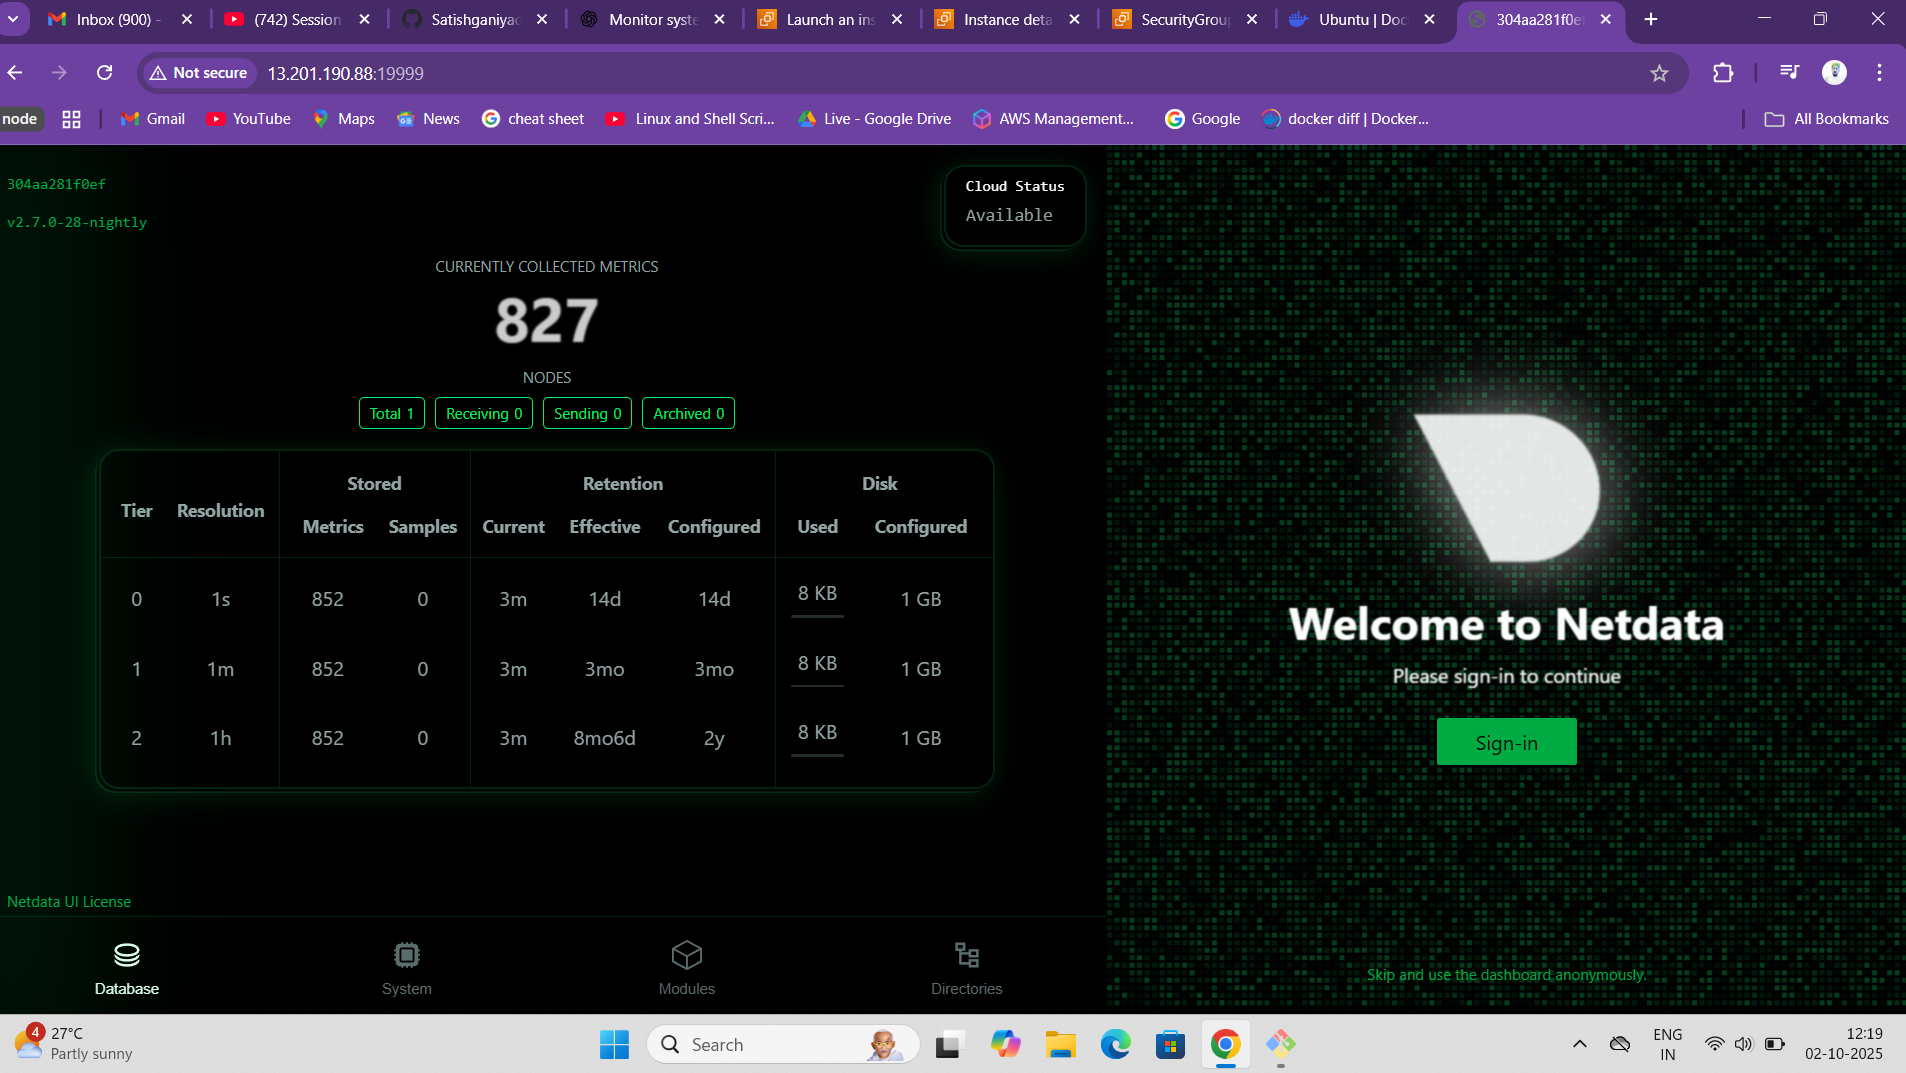 Inbox (900) -
(742) Session
Satishganiyac
Monitor syste
Launch an ins
Instance deta
SecurityGrou
Ubuntu | Doc
304aa281f0ef
Not secure
13.201.190.88:19999
node
Gmail
YouTube
Maps
News
cheat sheet
Linux and Shell Scri...
Live - Google Drive
AWS Management...
Google
docker diff | Docker...
All Bookmarks
304aa281f0ef
v2.7.0-28-nightly
Cloud Status
Available
CURRENTLY COLLECTED METRICS
827
NODES
Total 1 Receiving 0 Sending 0 Archived 0
Stored Retention Disk
Tier Resolution
Metrics Samples Current Effective Configured Used Configured
0 1s 852 0 3m 14d 14d 8 KB 1 GB
1 1m 852 0 3m 3mo 3mo 8 KB 1 GB
2 1h 852 0 3m 8mo6d 2y 8 KB 1 GB
Netdata UI License
Database System Modules Directories
Welcome to Netdata
Please sign-in to continue
Sign-in
Skip and use the dashboard anonymously.
4
27°C
Partly sunny
Search
ENG
IN
12:19
02-10-2025